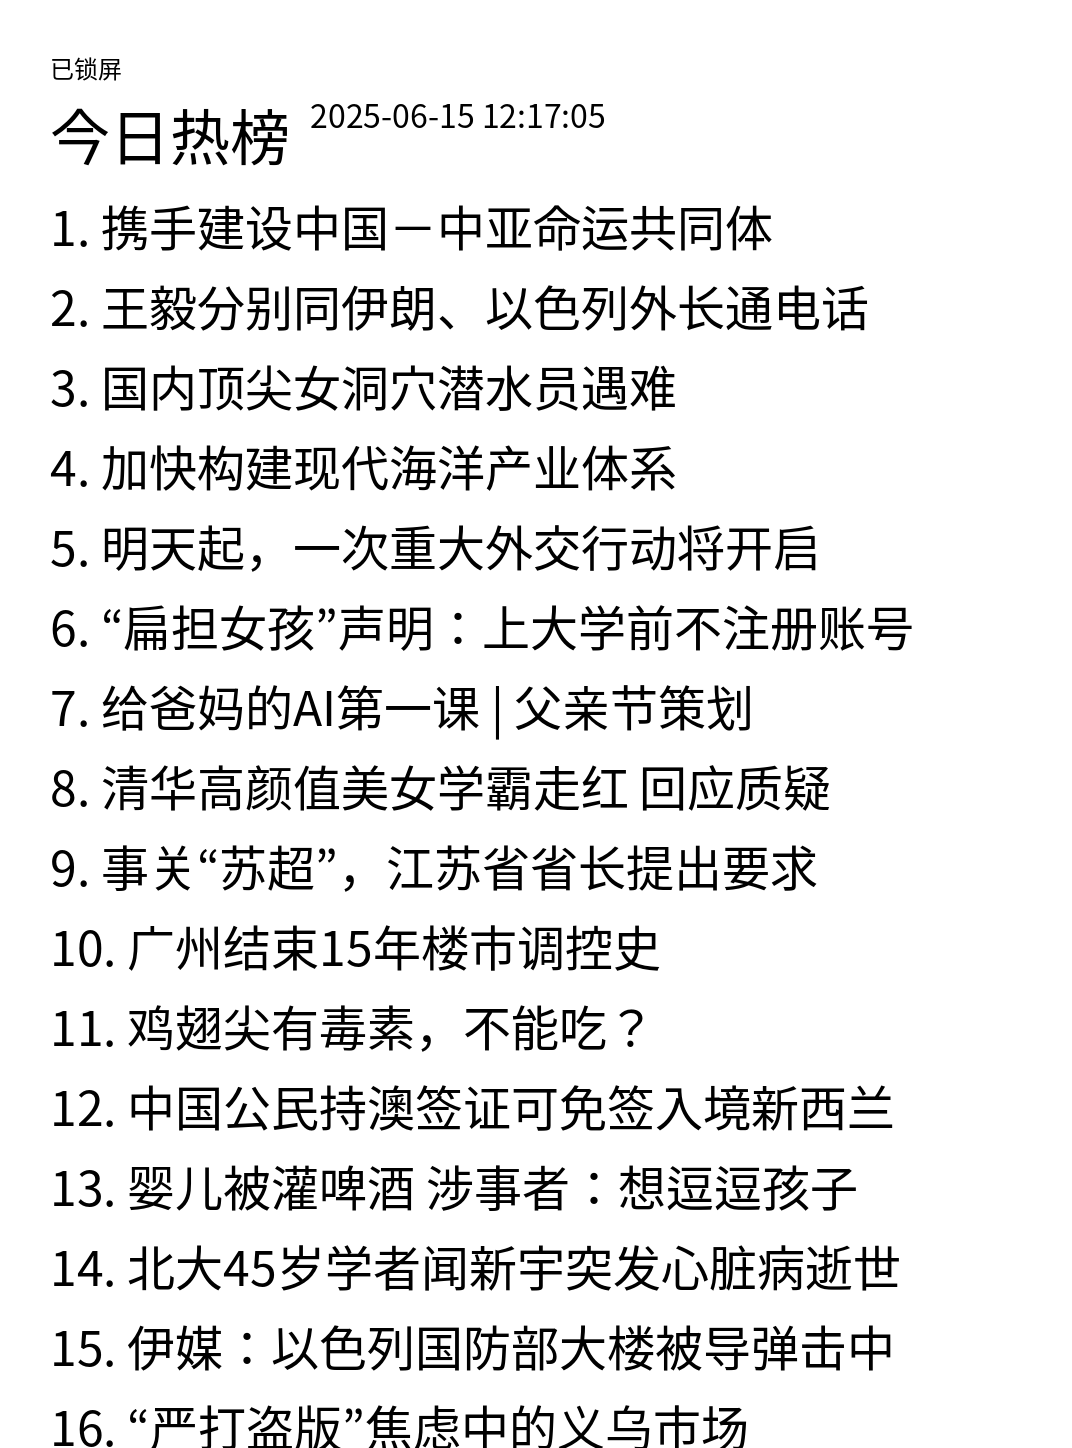 已锁屏
今日热榜 2025-06-15 12:17:05
1. 携手建设中国－中亚命运共同体
2. 王毅分别同伊朗、以色列外长通电话
3. 国内顶尖女洞穴潜水员遇难
4. 加快构建现代海洋产业体系
5. 明天起，一次重大外交行动将开启
6. “扁担女孩”声明：上大学前不注册账号
7. 给爸妈的AI第一课 | 父亲节策划
8. 清华高颜值美女学霸走红 回应质疑
9. 事关“苏超”，江苏省省长提出要求
10. 广州结束15年楼市调控史
11. 鸡翅尖有毒素，不能吃？
12. 中国公民持澳签证可免签入境新西兰
13. 婴儿被灌啤酒 涉事者：想逗逗孩子
14. 北大45岁学者闻新宇突发心脏病逝世
15. 伊媒：以色列国防部大楼被导弹击中
16. “严打盗版”焦虑中的义乌市场